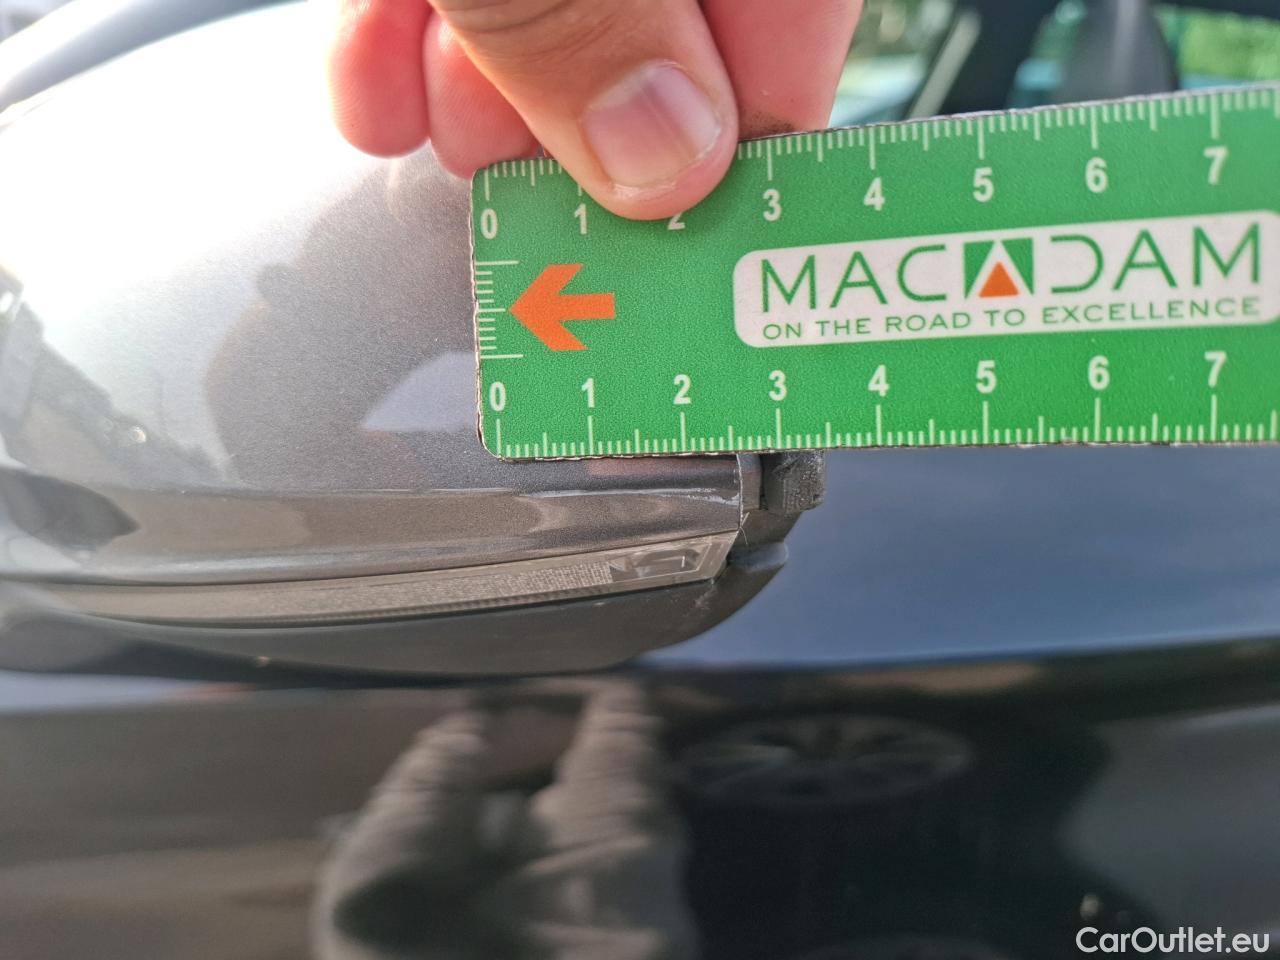 0 1 2 3 4 5 6 7
MACADAM
ON THE ROAD TO EXCELLENCE
0 1 2 3 4 5 6 7
CarOutlet.eu